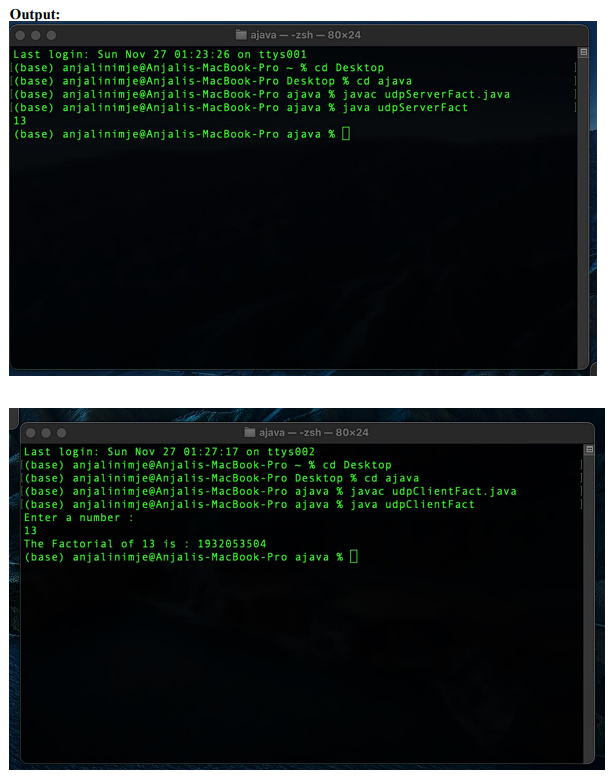 Output:
ajava — -zsh — 80×24
Last login: Sun Nov 27 01:23:26 on ttys001
(base) anjalinimje@Anjalis-MacBook-Pro ~ % cd Desktop
(base) anjalinimje@Anjalis-MacBook-Pro Desktop % cd ajava
(base) anjalinimje@Anjalis-MacBook-Pro ajava % javac udpServerFact.java
(base) anjalinimje@Anjalis-MacBook-Pro ajava % java udpServerFact
13
(base) anjalinimje@Anjalis-MacBook-Pro ajava %
ajava — -zsh — 80×24
Last login: Sun Nov 27 01:27:17 on ttys002
(base) anjalinimje@Anjalis-MacBook-Pro ~ % cd Desktop
(base) anjalinimje@Anjalis-MacBook-Pro Desktop % cd ajava
(base) anjalinimje@Anjalis-MacBook-Pro ajava % javac udpClientFact.java
(base) anjalinimje@Anjalis-MacBook-Pro ajava % java udpClientFact
Enter a number :
13
The Factorial of 13 is : 1932053504
(base) anjalinimje@Anjalis-MacBook-Pro ajava %